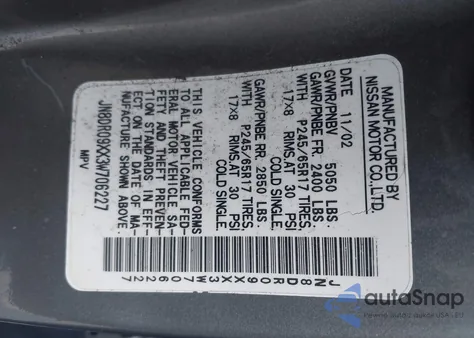 MANUFACTURED BY
NISSAN MOTOR CO., LTD.
DATE 11/02
GVWR/PNBV 5050 LBS.
GAWR/PNBE FR. 2400 LBS.
WITH P245/65R17 TIRES,
17X8 RIMS, AT 30 PSI
COLD SINGLE.
GAWR/PNBE RR. 2850 LBS.
WITH P245/65R17 TIRES,
17X8 RIMS, AT 30 PSI
COLD SINGLE.
THIS VEHICLE CONFORMS
TO ALL APPLICABLE FED-
ERAL MOTOR VEHICLE SA-
FETY AND THEFT PREVEN-
TION STANDARDS IN EFF-
ECT ON THE DATE OF MA-
NUFACTURE SHOWN ABOVE.
JN8DR09XX3W706227
MPV
JN8DR09XX3W706227
autoSnap